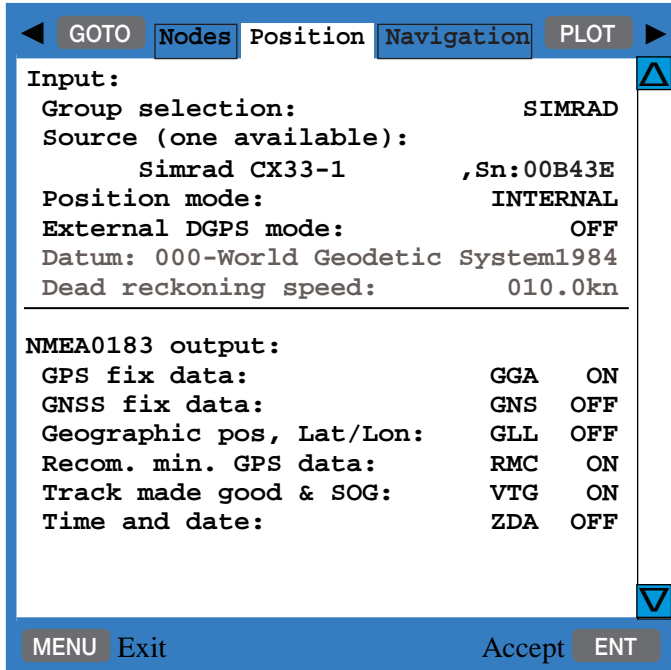 GOTO Nodes Position Navigation PLOT
Input:
Group selection: SIMRAD
Source (one available):
Simrad CX33-1 ,Sn:00B43E
Position mode: INTERNAL
External DGPS mode: OFF
Datum: 000-World Geodetic System1984
Dead reckoning speed: 010.0kn
NMEA0183 output:
GPS fix data: GGA ON
GNSS fix data: GNS OFF
Geographic pos, Lat/Lon: GLL OFF
Recom. min. GPS data: RMC ON
Track made good & SOG: VTG ON
Time and date: ZDA OFF
MENU Exit Accept ENT